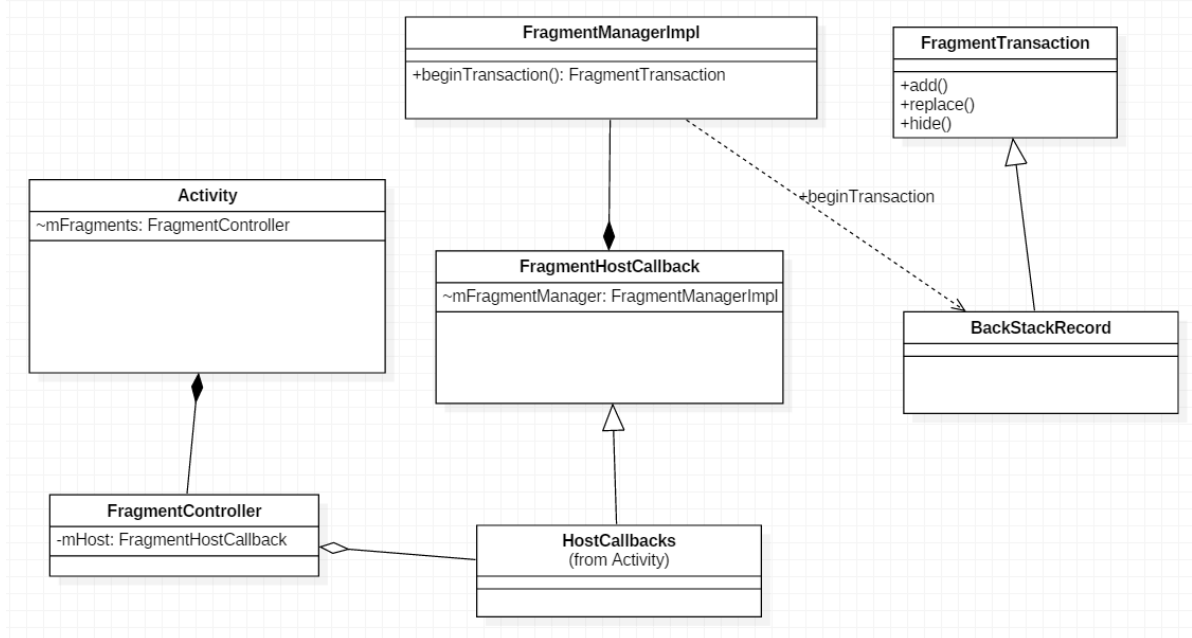 FragmentManagerImpl
+beginTransaction(): FragmentTransaction
FragmentTransaction
+add()
+replace()
+hide()
Activity
~mFragments: FragmentController
+beginTransaction
FragmentHostCallback
~mFragmentManager: FragmentManagerImpl
BackStackRecord
FragmentController
-mHost: FragmentHostCallback
HostCallbacks
(from Activity)